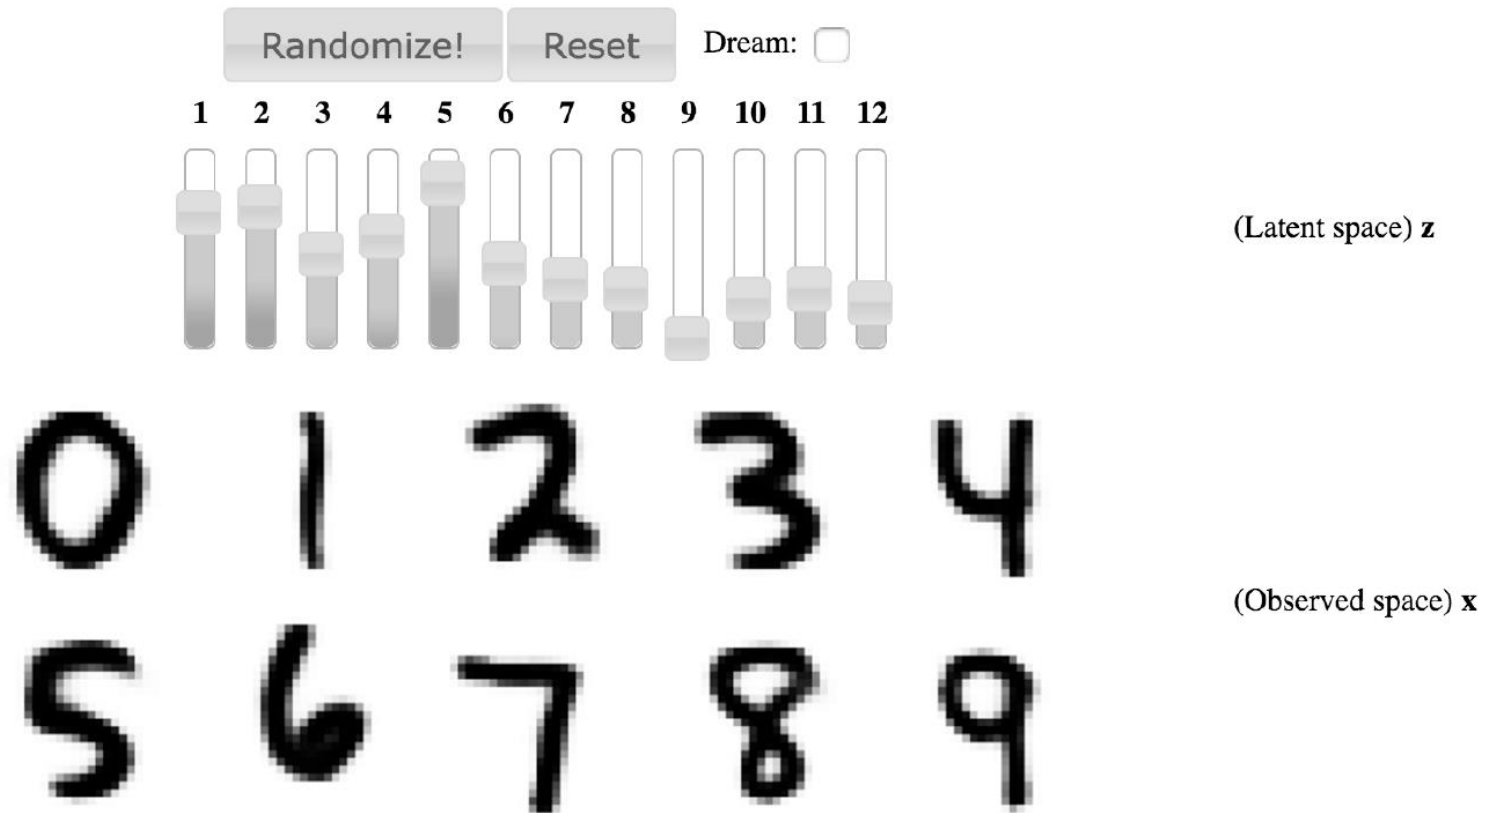 Randomize! Reset Dream:
1 2 3 4 5 6 7 8 9 10 11 12
(Latent space) z
0 1 2 3 4
(Observed space) x
5 6 7 8 9